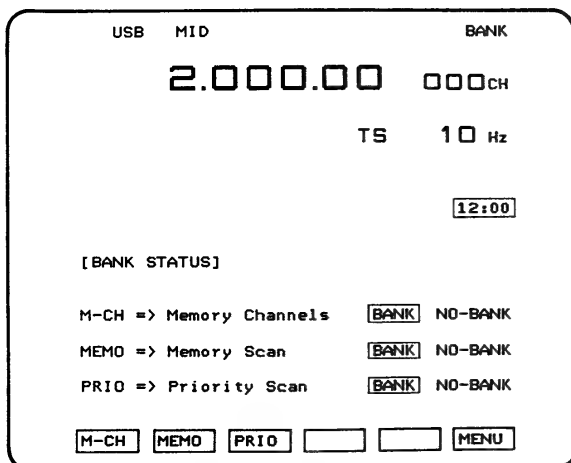 USB MID BANK
2.000.00 000CH
TS 10 Hz
12:00
[BANK STATUS]
M-CH => Memory Channels BANK NO-BANK
MEMO => Memory Scan BANK NO-BANK
PRIO => Priority Scan BANK NO-BANK
M-CH MEMO PRIO MENU